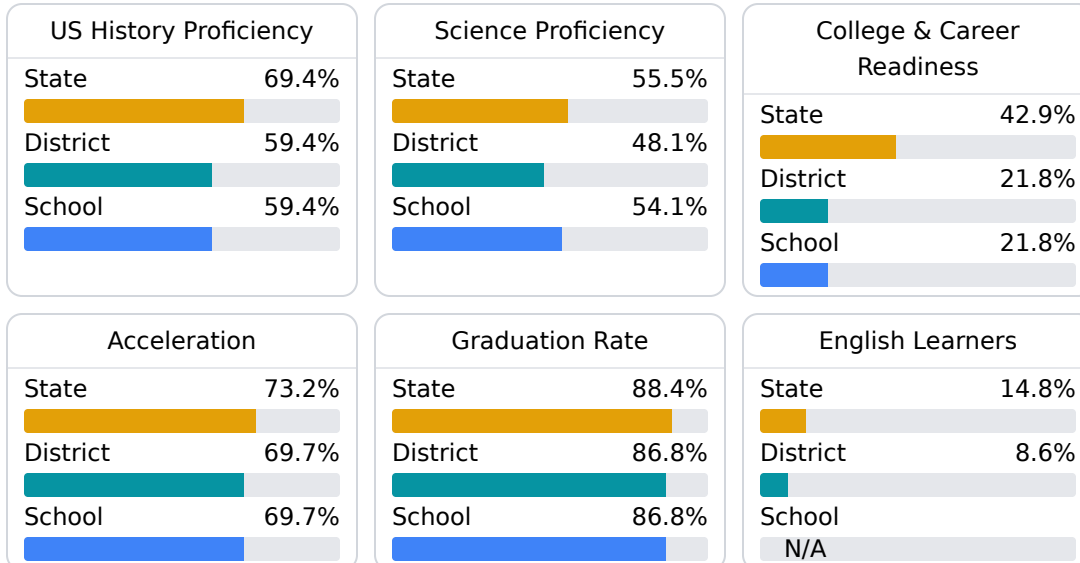 US History Proficiency
State 69.4%
District 59.4%
School 59.4%
Science Proficiency
State 55.5%
District 48.1%
School 54.1%
College & Career
Readiness
State 42.9%
District 21.8%
School 21.8%
Acceleration
State 73.2%
District 69.7%
School 69.7%
Graduation Rate
State 88.4%
District 86.8%
School 86.8%
English Learners
State 14.8%
District 8.6%
School
N/A